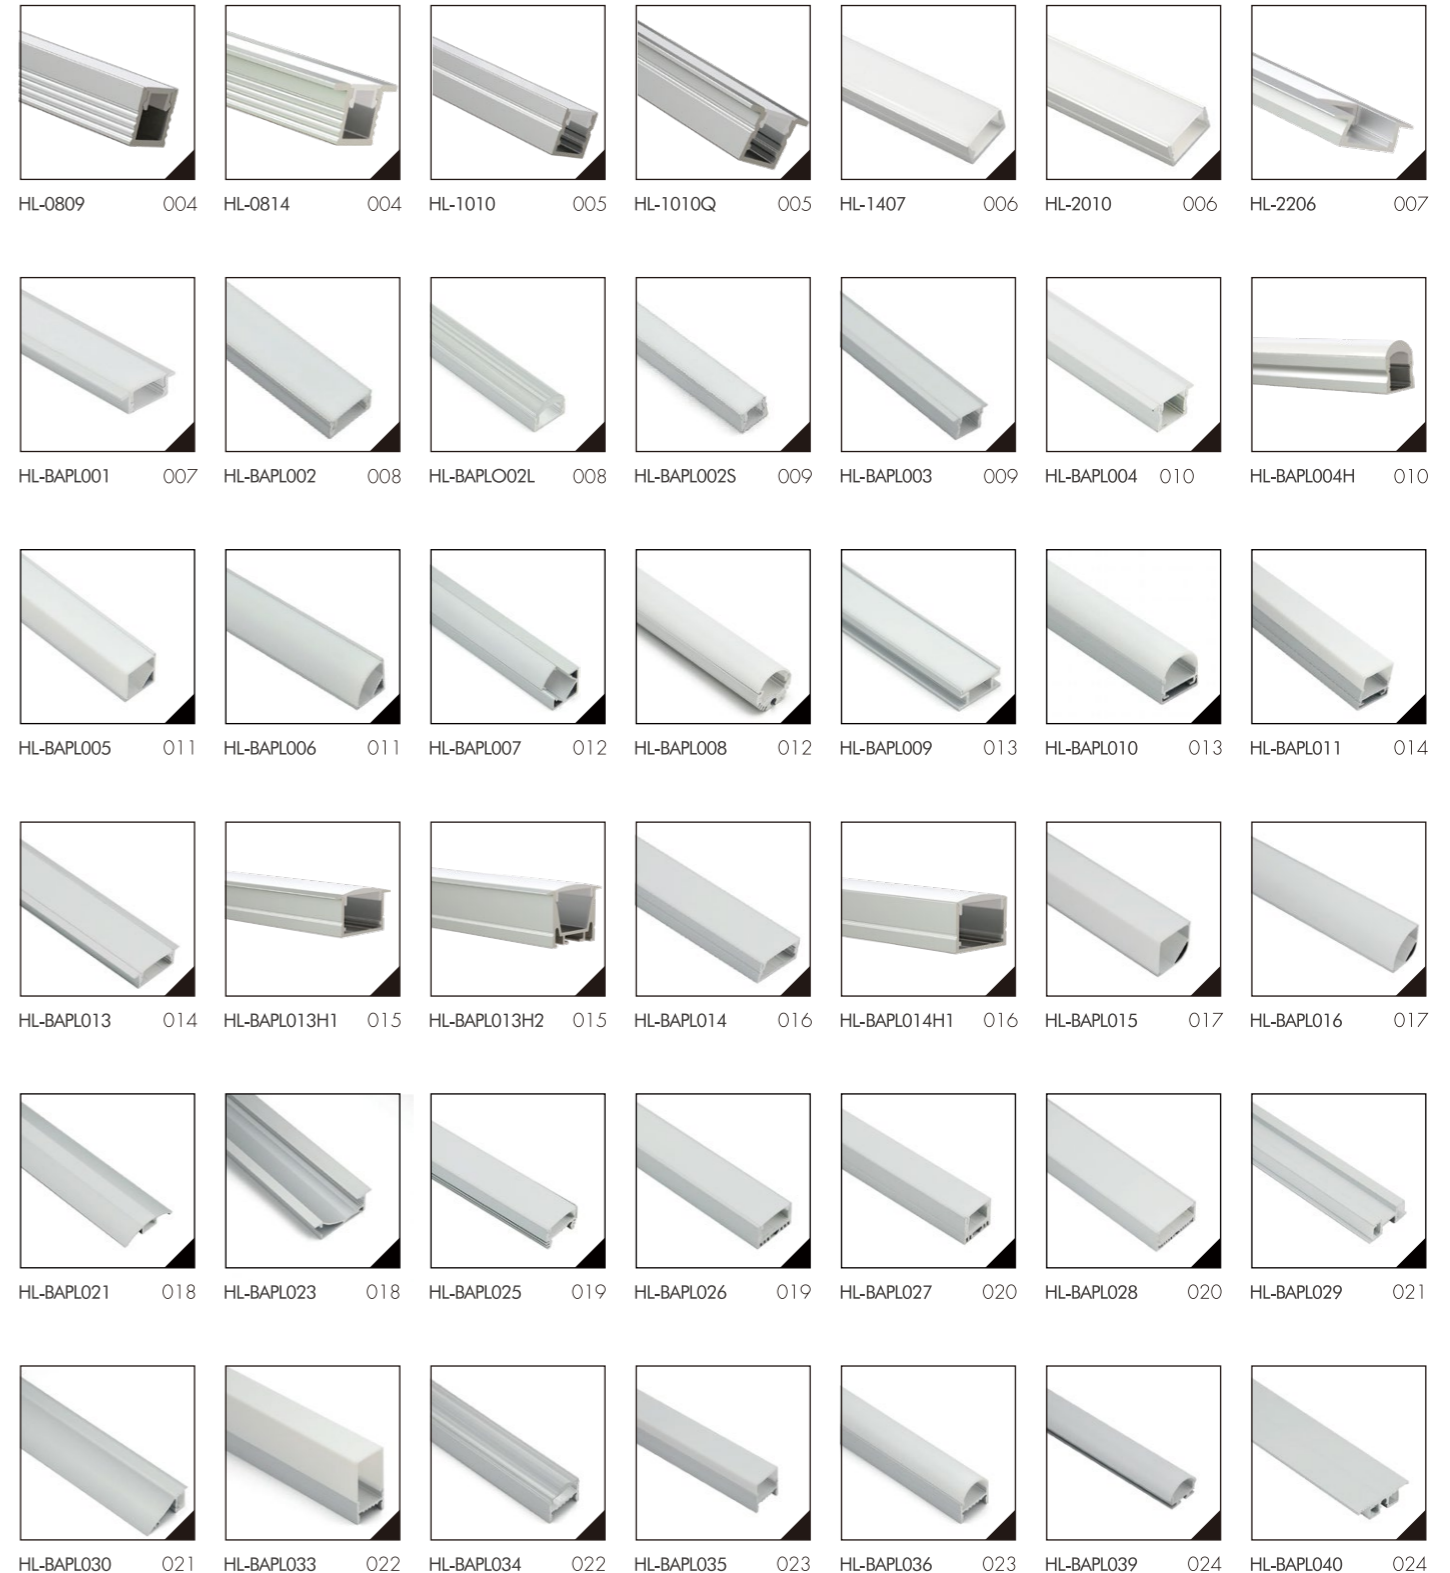 HL-0809 004 HL-0814 004 HL-1010 005 HL-1010Q 005 HL-1407 006 HL-2010 006 HL-2206 007
HL-BAPL001 007 HL-BAPL002 008 HL-BAPLO02L 008 HL-BAPL002S 009 HL-BAPL003 009 HL-BAPL004 010 HL-BAPL004H 010
HL-BAPL005 011 HL-BAPL006 011 HL-BAPL007 012 HL-BAPL008 012 HL-BAPL009 013 HL-BAPL010 013 HL-BAPL011 014
HL-BAPL013 014 HL-BAPL013H1 015 HL-BAPL013H2 015 HL-BAPL014 016 HL-BAPL014H1 016 HL-BAPL015 017 HL-BAPL016 017
HL-BAPL021 018 HL-BAPL023 018 HL-BAPL025 019 HL-BAPL026 019 HL-BAPL027 020 HL-BAPL028 020 HL-BAPL029 021
HL-BAPL030 021 HL-BAPL033 022 HL-BAPL034 022 HL-BAPL035 023 HL-BAPL036 023 HL-BAPL039 024 HL-BAPL040 024